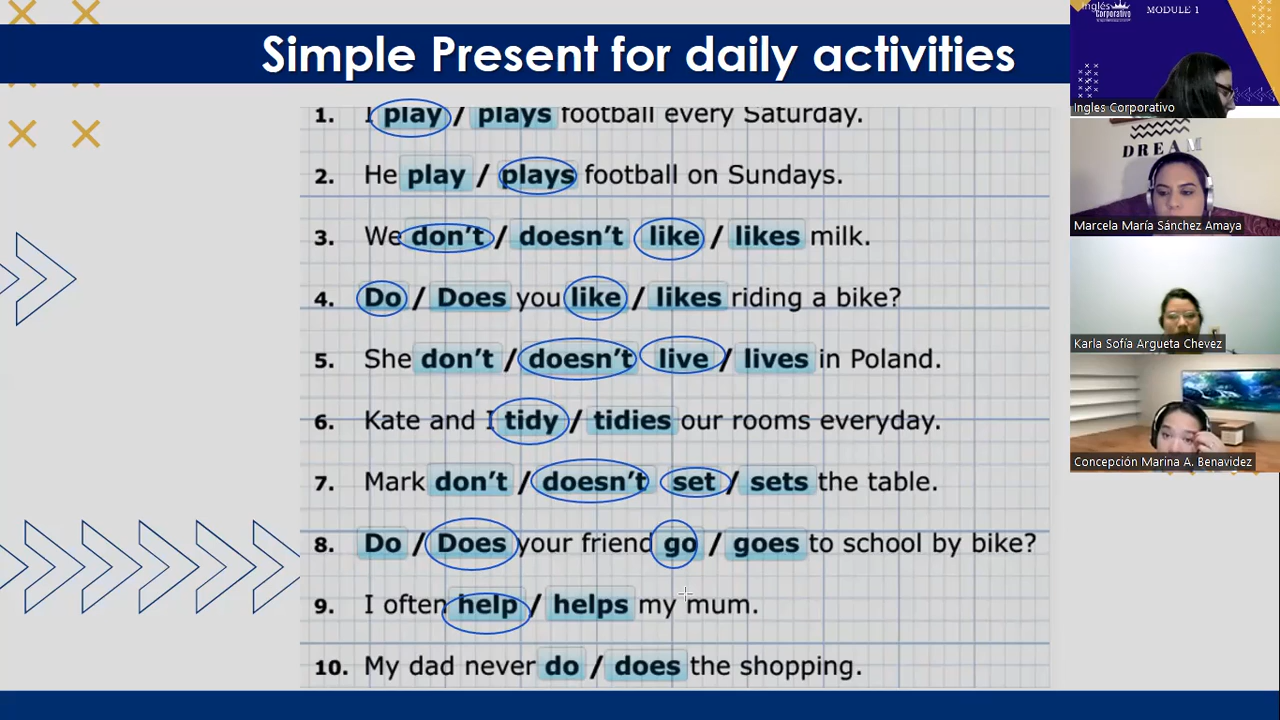 Simple Present for daily activities
1. I play / plays football every Saturday.
2. He play / plays football on Sundays.
3. We don't / doesn't like / likes milk.
4. Do / Does you like / likes riding a bike?
5. She don't / doesn't live / lives in Poland.
6. Kate and I tidy / tidies our rooms everyday.
7. Mark don't / doesn't set / sets the table.
8. Do / Does your friend go / goes to school by bike?
9. I often help / helps my mum.
10. My dad never do / does the shopping.
Inglés
Corporativo
MODULE 1
Ingles Corporativo
DREAM
Marcela María Sánchez Amaya
Karla Sofía Argueta Chevez
Concepción Marina A. Benavidez